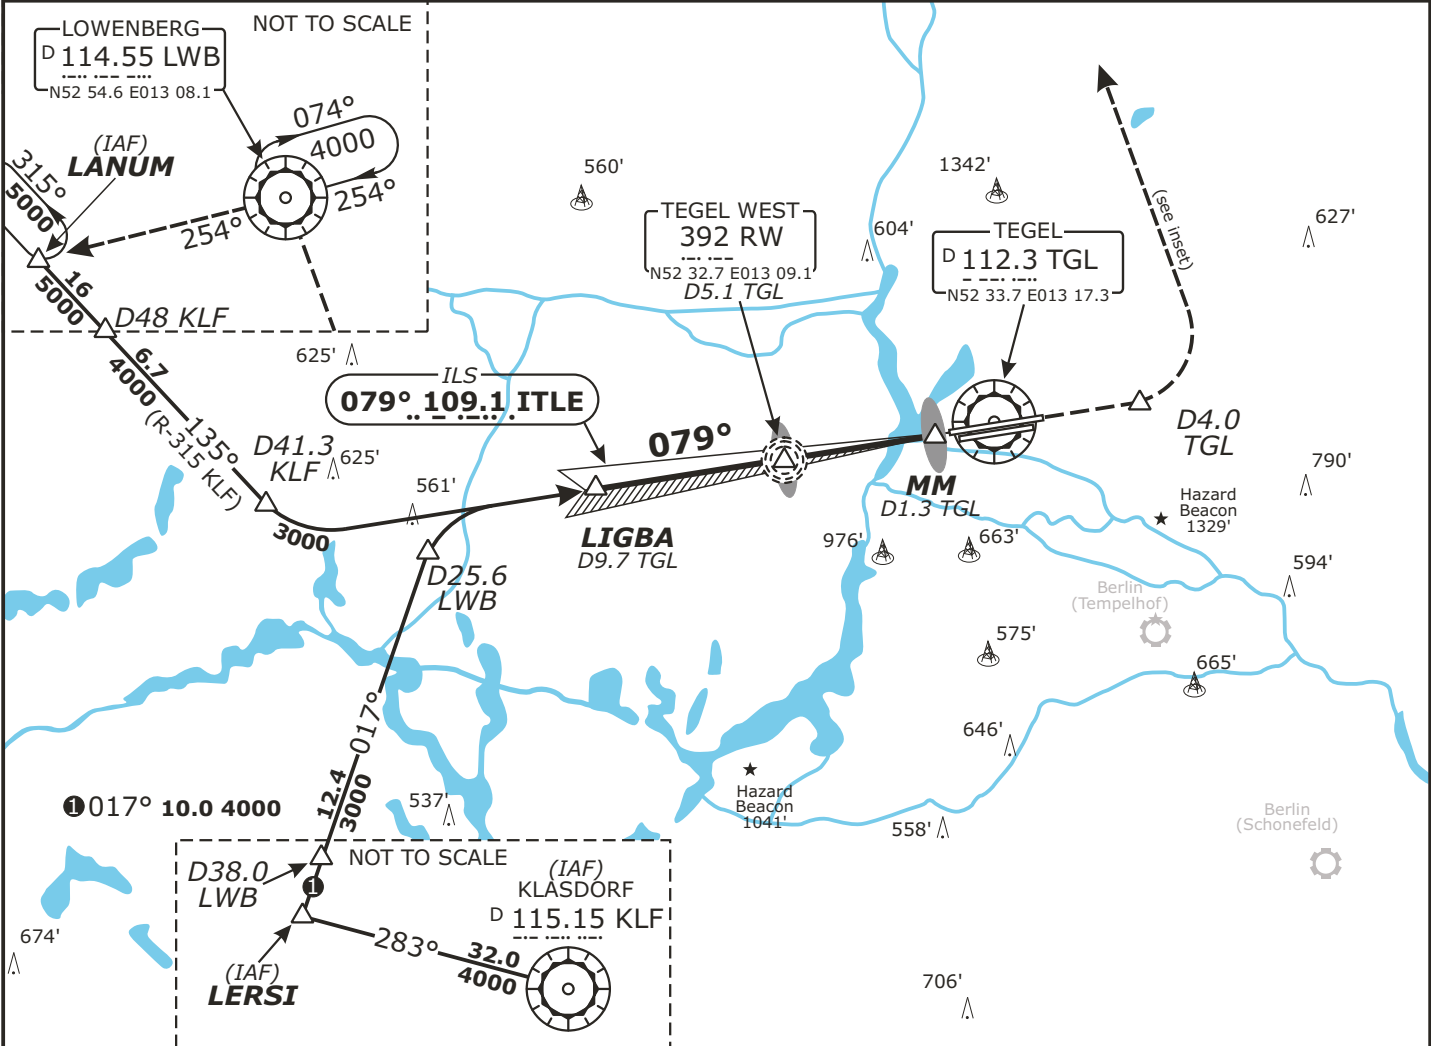 NOT TO SCALE
LOWENBERG
D 114.55 LWB
N52 54.6 E013 08.1
074°
4000
254°
254°
(IAF)
LANUM
315°
5000
16
5000
D48 KLF
6.7
4000
135°
(R-315 KLF)
D41.3
KLF
3000
625'
625'
561'
560'
ILS
079° 109.1 ITLE
079°
TEGEL WEST
392 RW
N52 32.7 E013 09.1
D5.1 TGL
604'
1342'
TEGEL
D 112.3 TGL
N52 33.7 E013 17.3
(see inset)
627'
D4.0
TGL
790'
MM
D1.3 TGL
LIGBA
D9.7 TGL
Hazard
Beacon
1329'
976'
663'
594'
Berlin
(Tempelhof)
575'
665'
646'
D25.6
LWB
017°
12.4
3000
1 017° 10.0 4000
537'
Hazard
Beacon
1041'
558'
Berlin
(Schonefeld)
NOT TO SCALE
D38.0
LWB
1
(IAF)
KLASDORF
D 115.15 KLF
283°
32.0
4000
(IAF)
LERSI
674'
706'